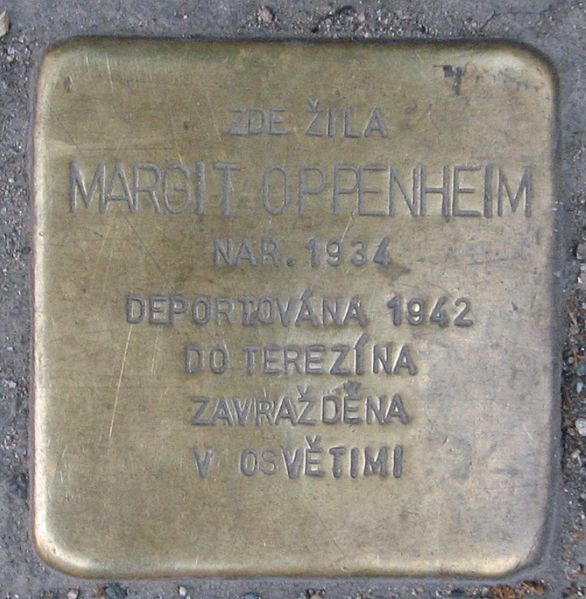 ZDE ŽILA
MARGIT OPPENHEIM
NAR. 1934
DEPORTOVÁNA 1942
DO TEREZÍNA
ZAVRAŽDĚNA
V OSVĚTIMI